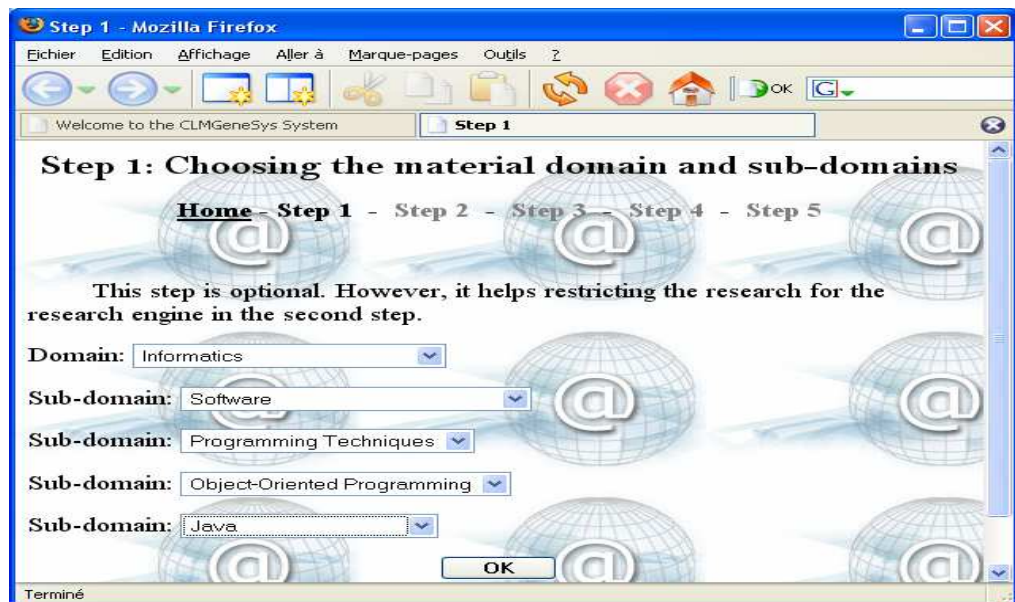 Step 1 - Mozilla Firefox
Fichier Edition Affichage Aller à Marque-pages Outils ?
OK G
Welcome to the CLMGeneSys System Step 1
Step 1: Choosing the material domain and sub-domains
Home - Step 1 - Step 2 - Step 3 - Step 4 - Step 5
This step is optional. However, it helps restricting the research for the
research engine in the second step.
Domain: Informatics
Sub-domain: Software
Sub-domain: Programming Techniques
Sub-domain: Object-Oriented Programming
Sub-domain: Java
OK
Terminé